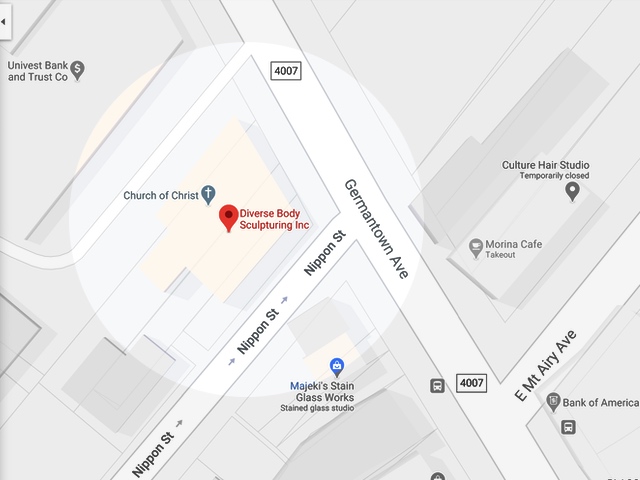 Univest Bank
and Trust Co
4007
Church of Christ
Diverse Body
Sculpturing Inc
Culture Hair Studio
Temporarily closed
Germantown Ave
Morina Cafe
Takeout
Nippon St
Nippon St
E Mt Airy Ave
Majeki's Stain
Glass Works
Stained glass studio
4007
Bank of America
Nippon St